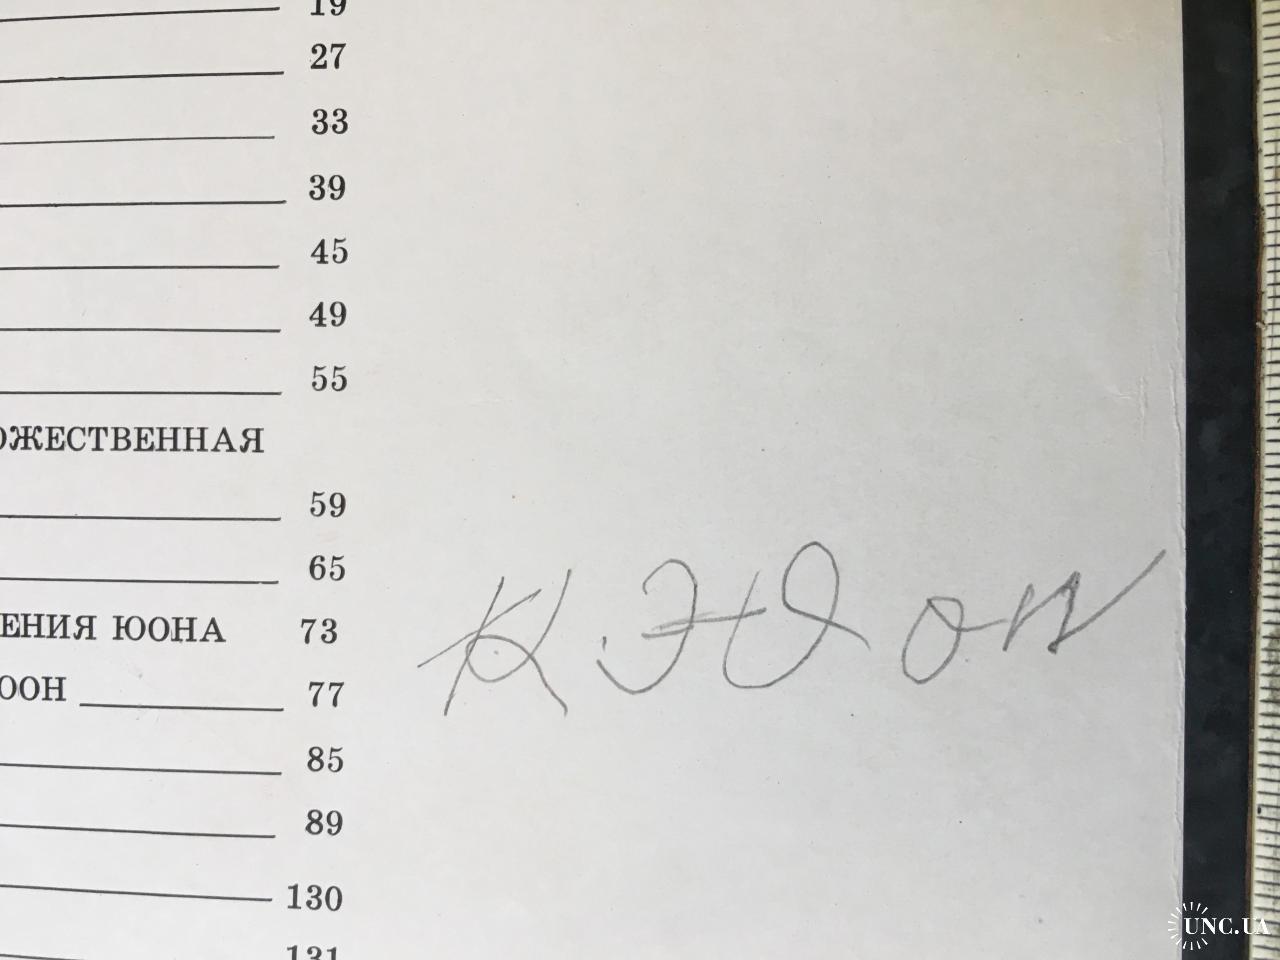 19
27
33
39
45
49
55
ОЖЕСТВЕННАЯ
59
65
ЕНИЯ ЮОНА 73
ООН 77
К Юон
85
89
130
131
UNC.UA